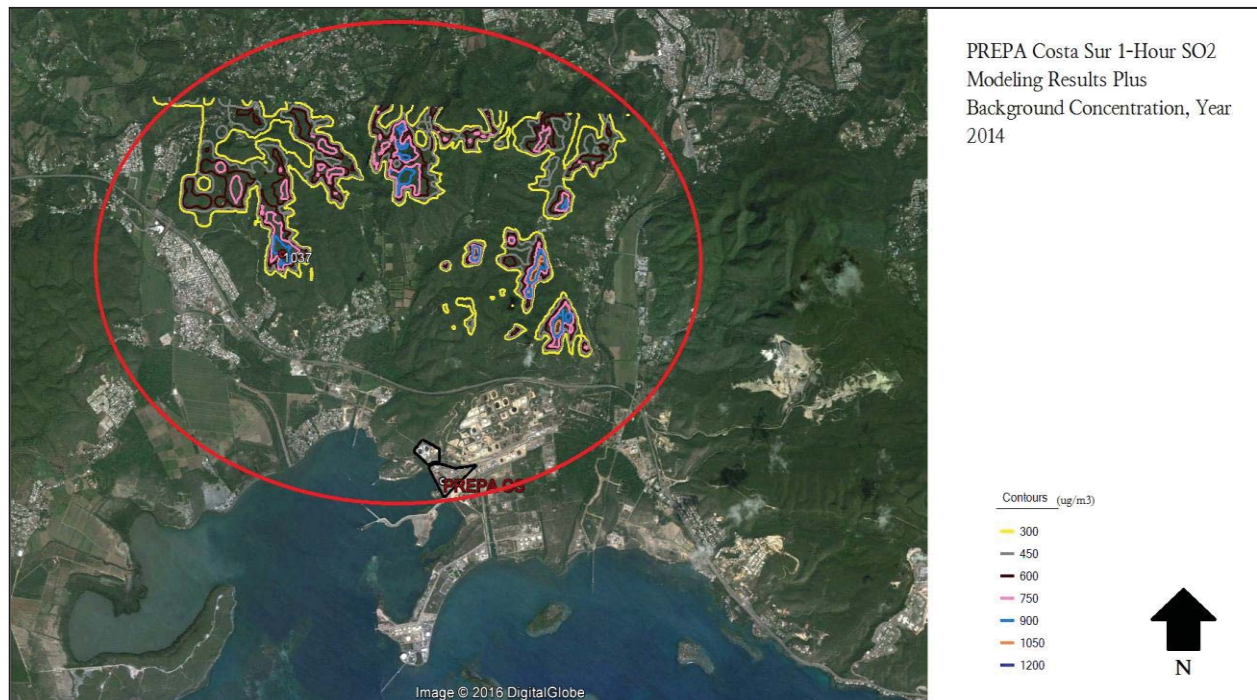 PREPA Costa Sur 1-Hour SO2
Modeling Results Plus
Background Concentration, Year
2014
1037
PREPA CS
Contours (ug/m3)
300
450
600
750
900
1050
1200
N
Image © 2016 DigitalGlobe